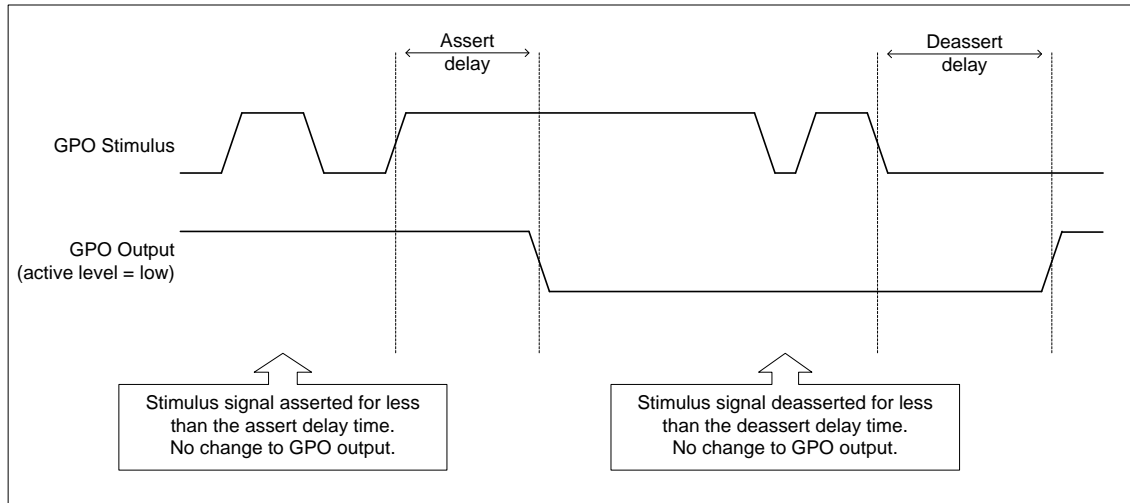 Assert
delay
Deassert
delay
GPO Stimulus
GPO Output
(active level = low)
Stimulus signal asserted for less
than the assert delay time.
No change to GPO output.
Stimulus signal deasserted for less
than the deassert delay time.
No change to GPO output.